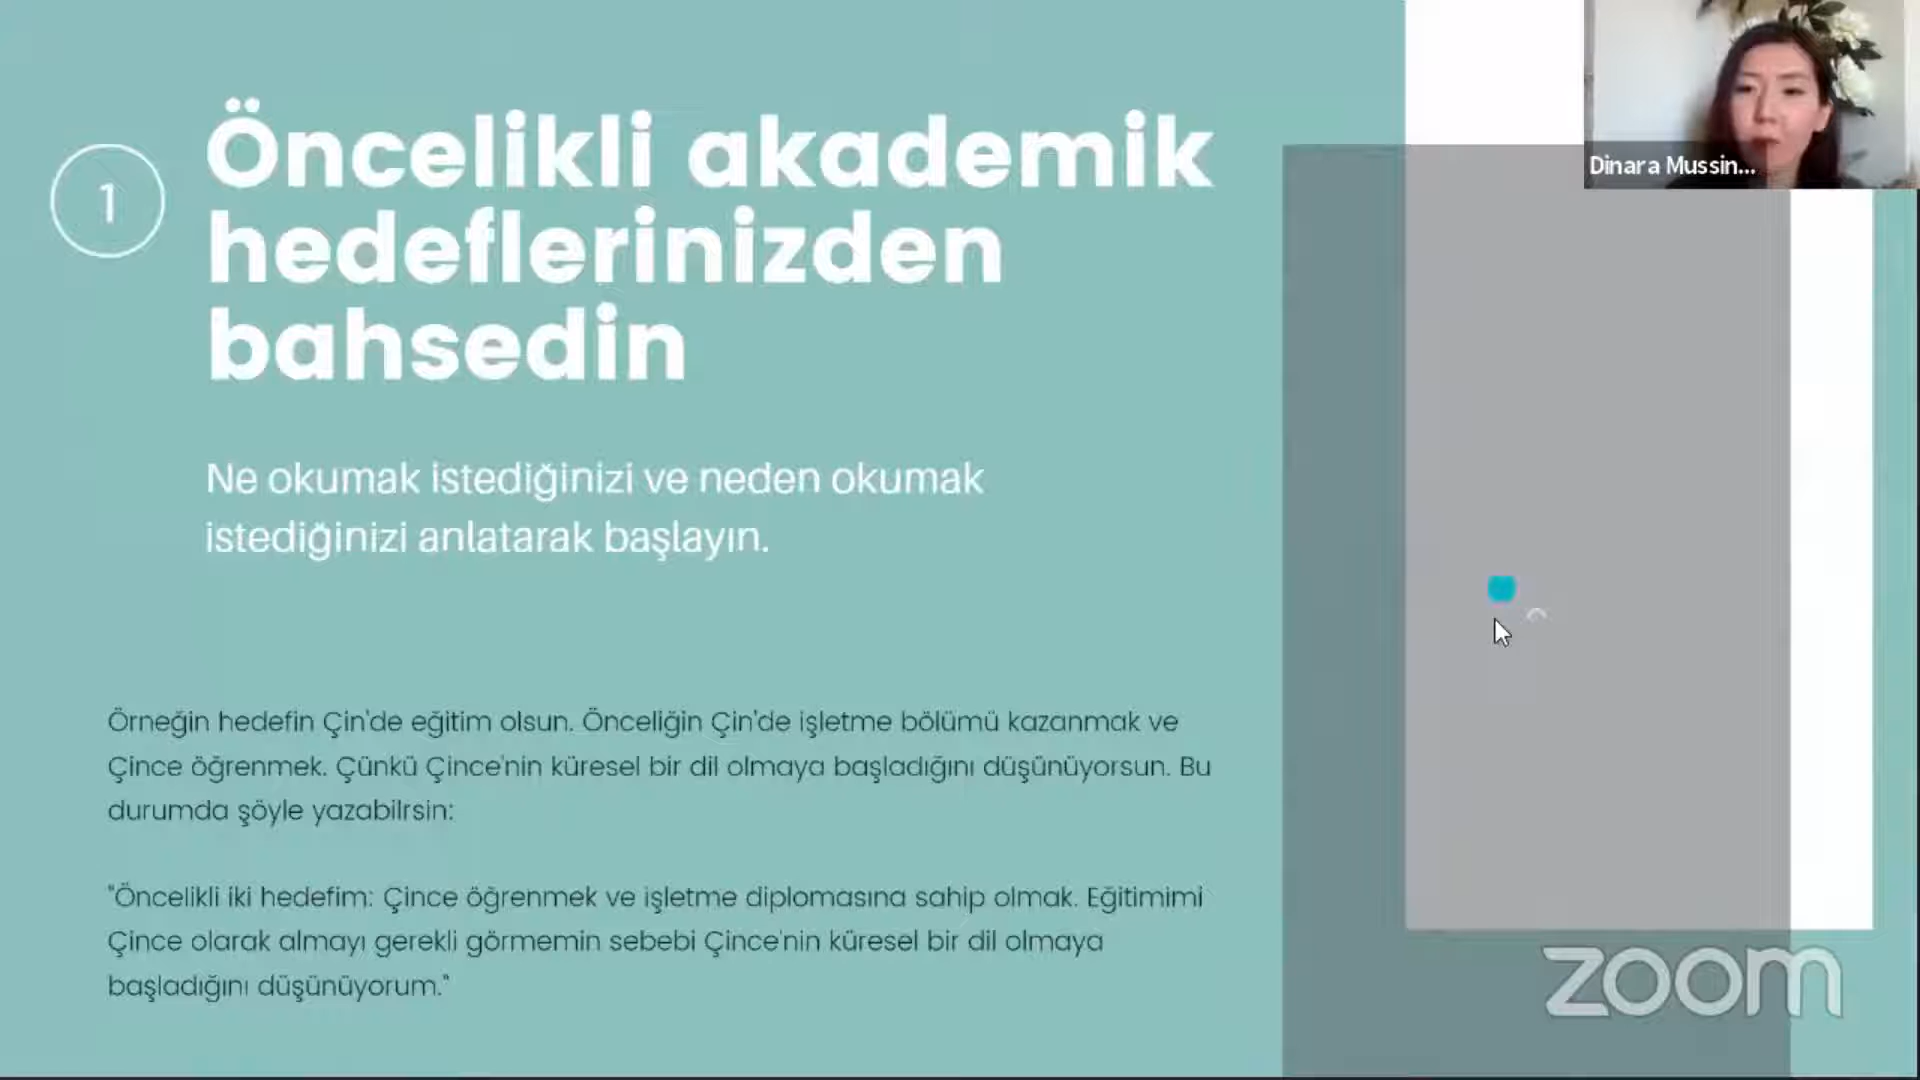 1
Öncelikli akademik
hedeflerinizden
bahsedin
Ne okumak istediğinizi ve neden okumak
istediğinizi anlatarak başlayın.
Örneğin hedefin Çin'de eğitim olsun. Önceliğin Çin'de işletme bölümü kazanmak ve
Çince öğrenmek. Çünkü Çince'nin küresel bir dil olmaya başladığını düşünüyorsun. Bu
durumda şöyle yazabilrsin:
"Öncelikli iki hedefim: Çince öğrenmek ve işletme diplomasına sahip olmak. Eğitimimi
Çince olarak almayı gerekli görmemin sebebi Çince'nin küresel bir dil olmaya
başladığını düşünüyorum."
Dinara Mussin...
zoom